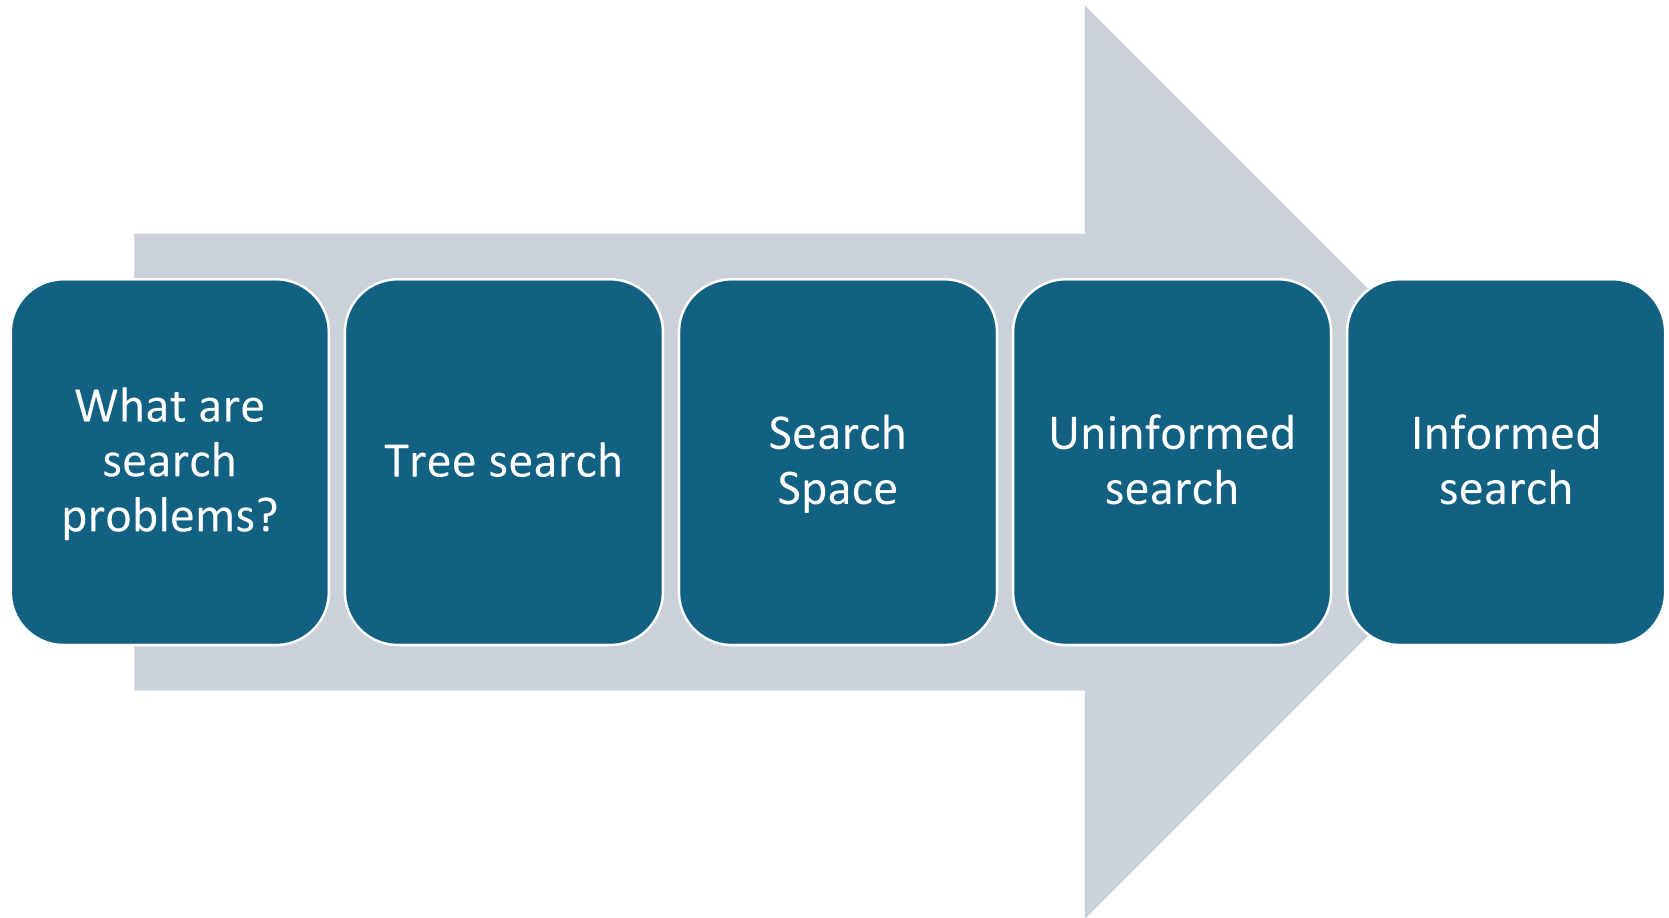 What are
search
problems?
Tree search
Search
Space
Uninformed
search
Informed
search